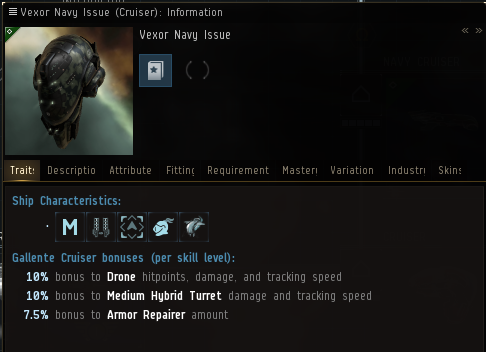 Vexor Navy Issue (Cruiser): Information
Vexor Navy Issue
Traits Descriptio Attribute Fitting Requirement Mastery Variation Industry Skins
Ship Characteristics:
· M
Gallente Cruiser bonuses (per skill level):
10% bonus to Drone hitpoints, damage, and tracking speed
10% bonus to Medium Hybrid Turret damage and tracking speed
7.5% bonus to Armor Repairer amount